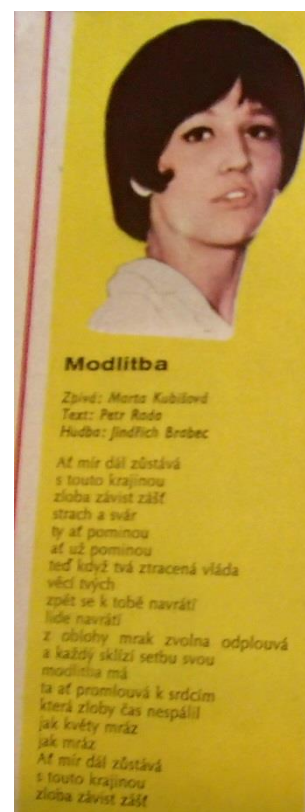 Modlitba
Zpívá: Marta Kubišová
Text: Petr Rada
Hudba: Jindřich Brabec
Ať mír dál zůstává
s touto krajinou
zloba závist zášť
strach a svár
ty ať pominou
ať už pominou
teď když tvá ztracená vláda
věcí tvých
zpět se k tobě navrátí
lide navrátí
z oblohy mrak zvolna odplouvá
a každý sklízí setbu svou
modlitba má
ta ať promlouvá k srdcím
která zloby čas nespálil
jak květy mráz
jak mráz
Ať mír dál zůstává
s touto krajinou
zloba závist zášť